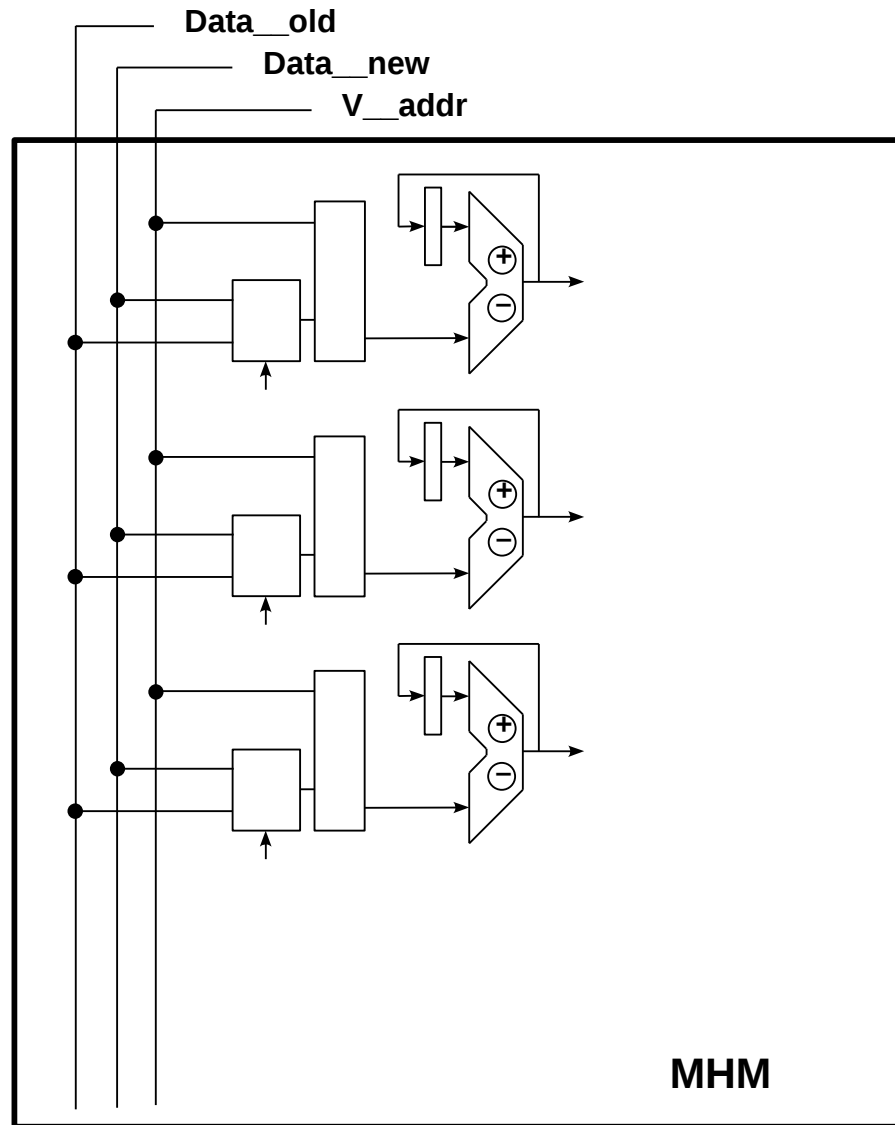 Data__old
Data__new
V__addr
+
−
+
−
+
−
MHM